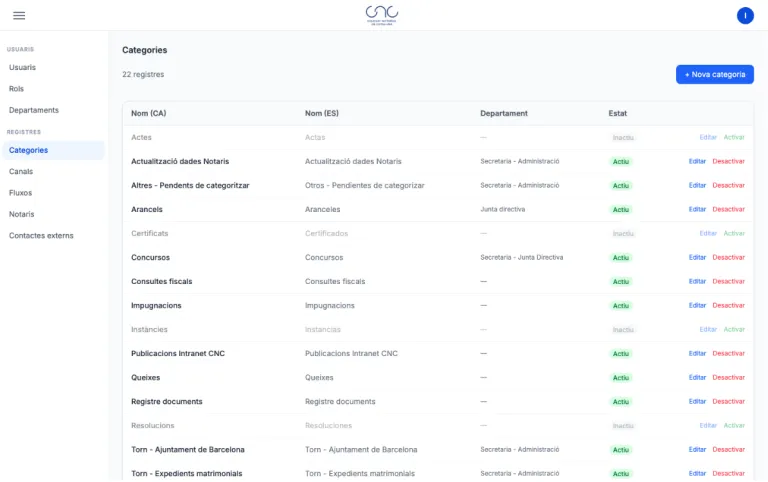 CNC
I
USUARIS
Usuaris
Rols
Departaments
REGISTRES
Categories
Canals
Fluxos
Notaris
Contactes externs
Categories
22 registres
+ Nova categoria
Nom (CA) Nom (ES) Departament Estat
Actes Actas — Inactiu Editar Activar
Actualització dades Notaris Actualització dades Notaris Secretaria - Administració Actiu Editar Desactivar
Altres - Pendents de categoritzar Otros - Pendientes de categorizar Secretaria - Administració Actiu Editar Desactivar
Arancels Aranceles Junta directiva Actiu Editar Desactivar
Certificats Certificados — Inactiu Editar Activar
Concursos Concursos Secretaria - Junta Directiva Actiu Editar Desactivar
Consultes fiscals Consultes fiscals — Actiu Editar Desactivar
Impugnacions Impugnacions — Actiu Editar Desactivar
Instàncies Instancias — Inactiu Editar Activar
Publicacions Intranet CNC Publicacions Intranet CNC — Actiu Editar Desactivar
Queixes Queixes — Actiu Editar Desactivar
Registre documents Registre documents — Actiu Editar Desactivar
Resolucions Resoluciones — Inactiu Editar Activar
Torn - Ajuntament de Barcelona Torn - Ajuntament de Barcelona Secretaria - Administració Actiu Editar Desactivar
Torn - Expedients matrimonials Torn - Expedients matrimonials Secretaria - Administració Actiu Editar Desactivar